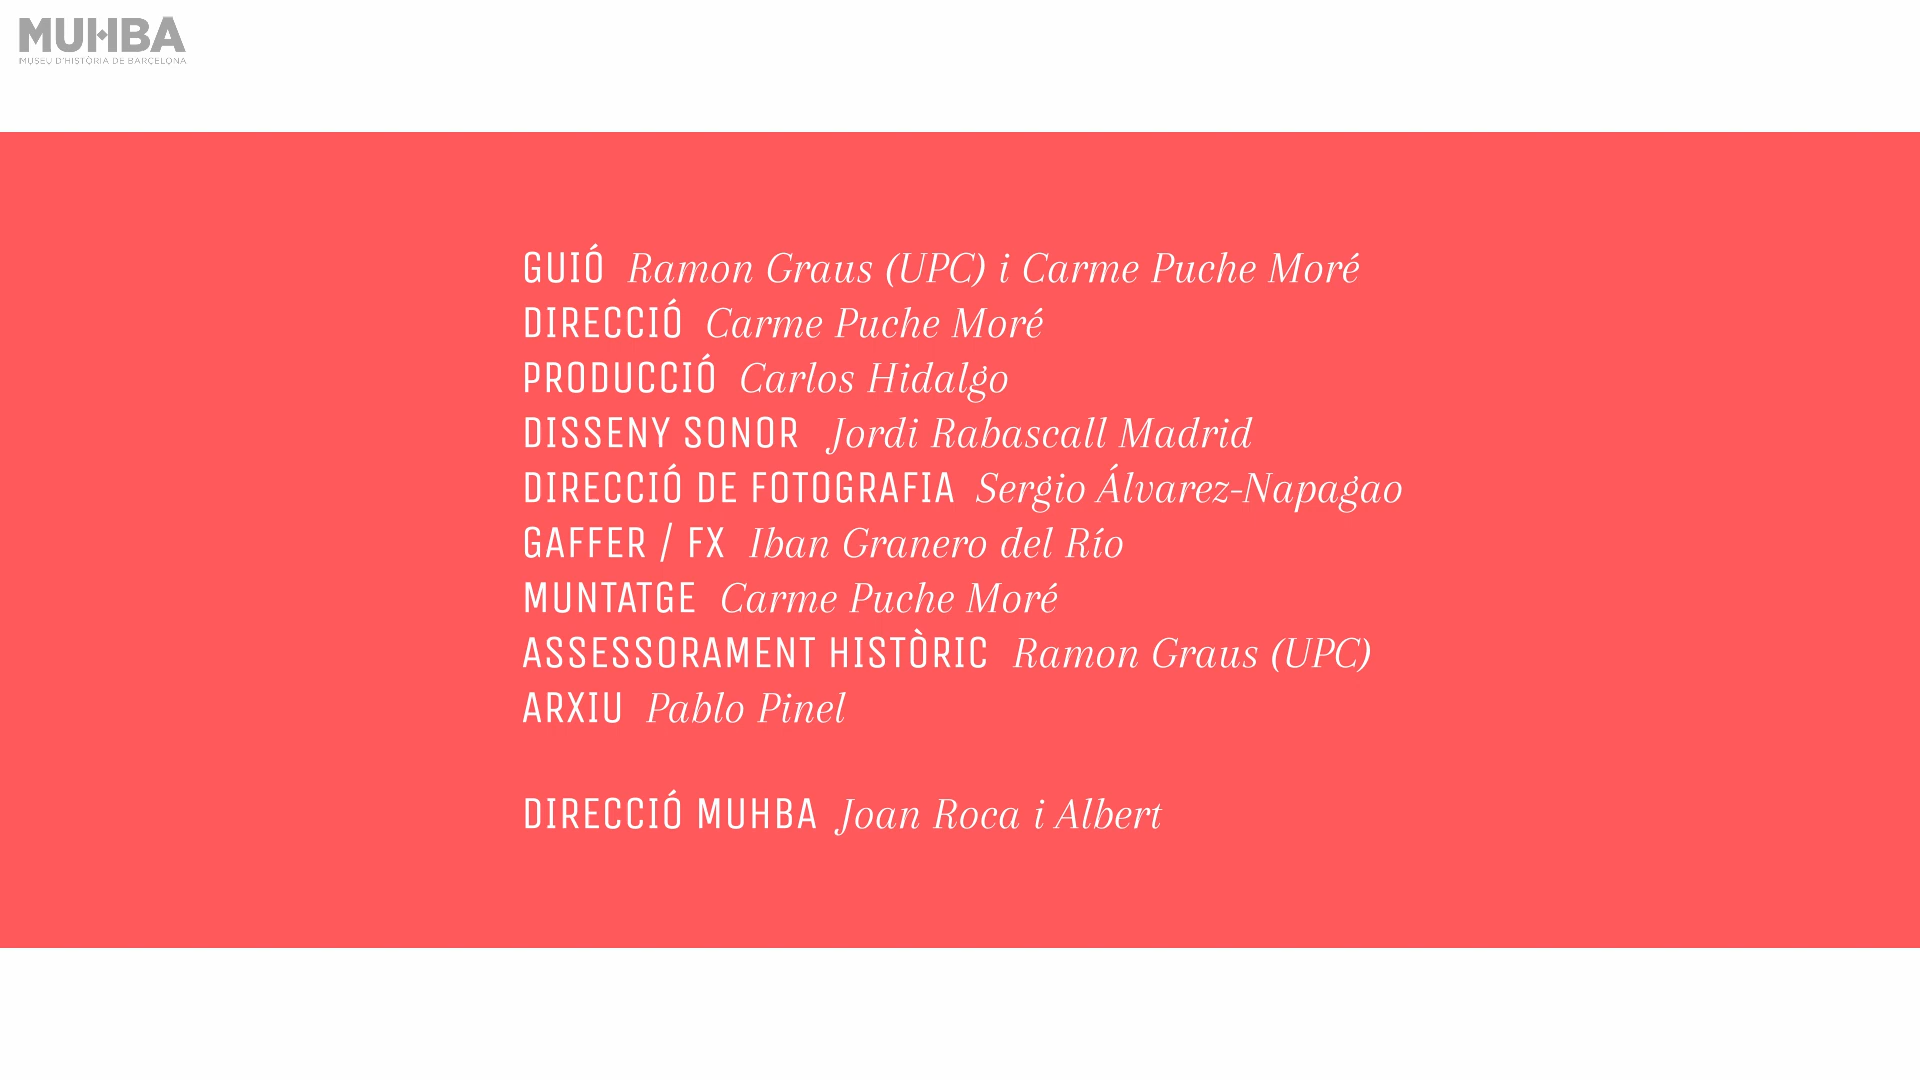 MUHBA
MUSEU D'HISTÒRIA DE BARCELONA
GUIÓ Ramon Graus (UPC) i Carme Puche Moré
DIRECCIÓ Carme Puche Moré
PRODUCCIÓ Carlos Hidalgo
DISSENY SONOR Jordi Rabascall Madrid
DIRECCIÓ DE FOTOGRAFIA Sergio Álvarez-Napagao
GAFFER / FX Iban Granero del Río
MUNTATGE Carme Puche Moré
ASSESSORAMENT HISTÒRIC Ramon Graus (UPC)
ARXIU Pablo Pinel
DIRECCIÓ MUHBA Joan Roca i Albert